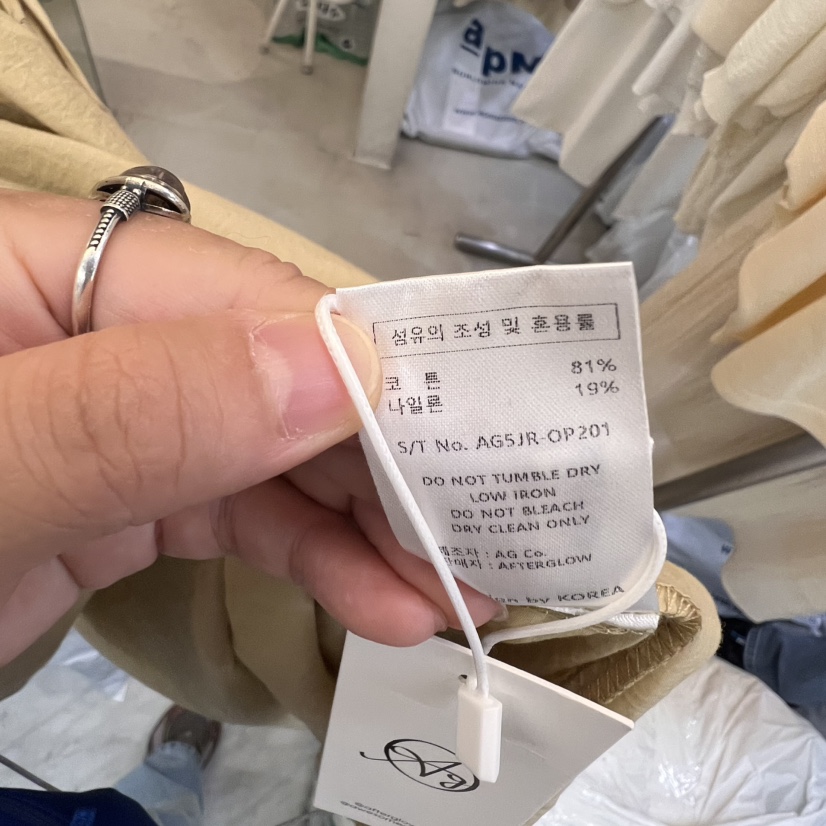 apM
섬유의 조성 및 혼용률
코 튼 81%
나일론 19%
S/T No. AG5JR-OP201
DO NOT TUMBLE DRY
LOW IRON
DO NOT BLEACH
DRY CLEAN ONLY
: AG Co.
: AFTERGLOW
by KOREA